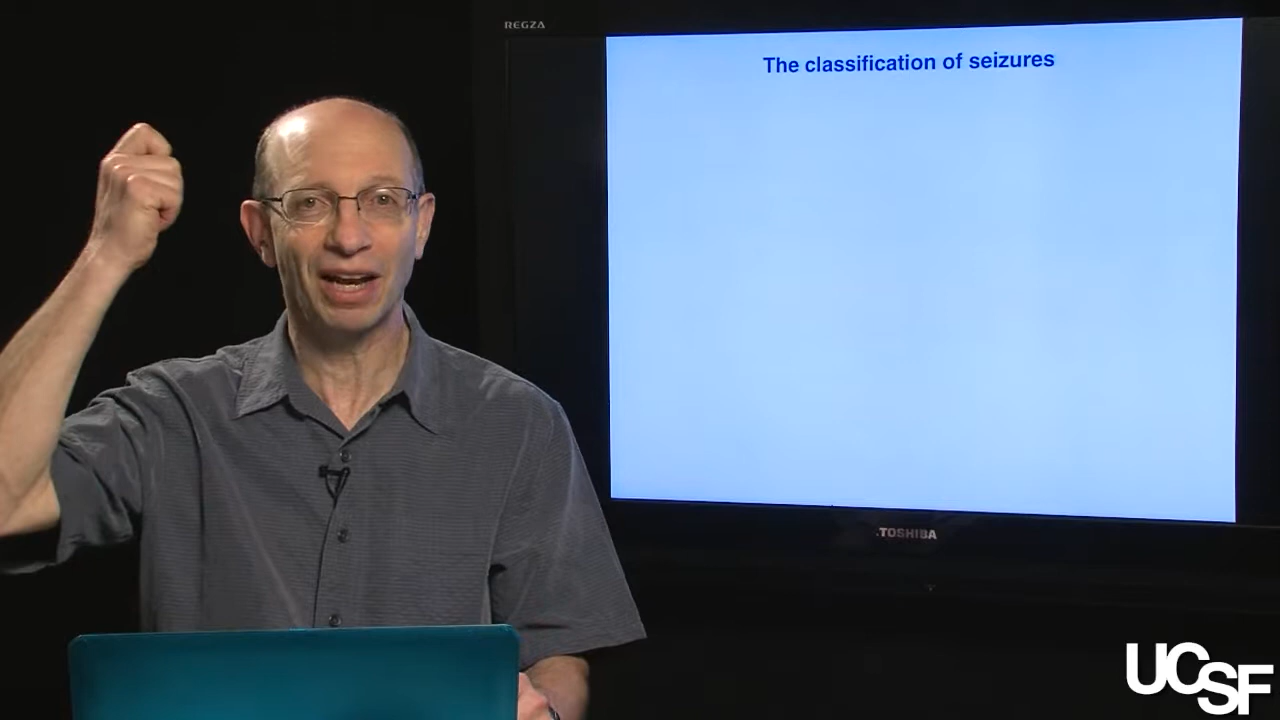 REGZA
The classification of seizures
TOSHIBA
UCSF